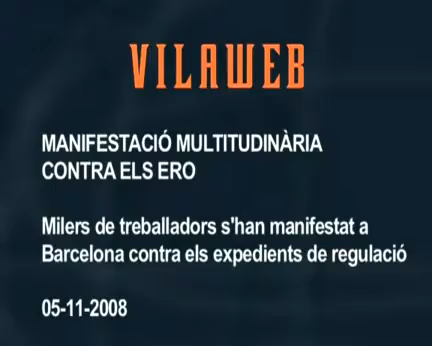 VILAWEB
MANIFESTACIÓ MULTITUDINÀRIA
CONTRA ELS ERO
Milers de treballadors s'han manifestat a
Barcelona contra els expedients de regulació
05-11-2008